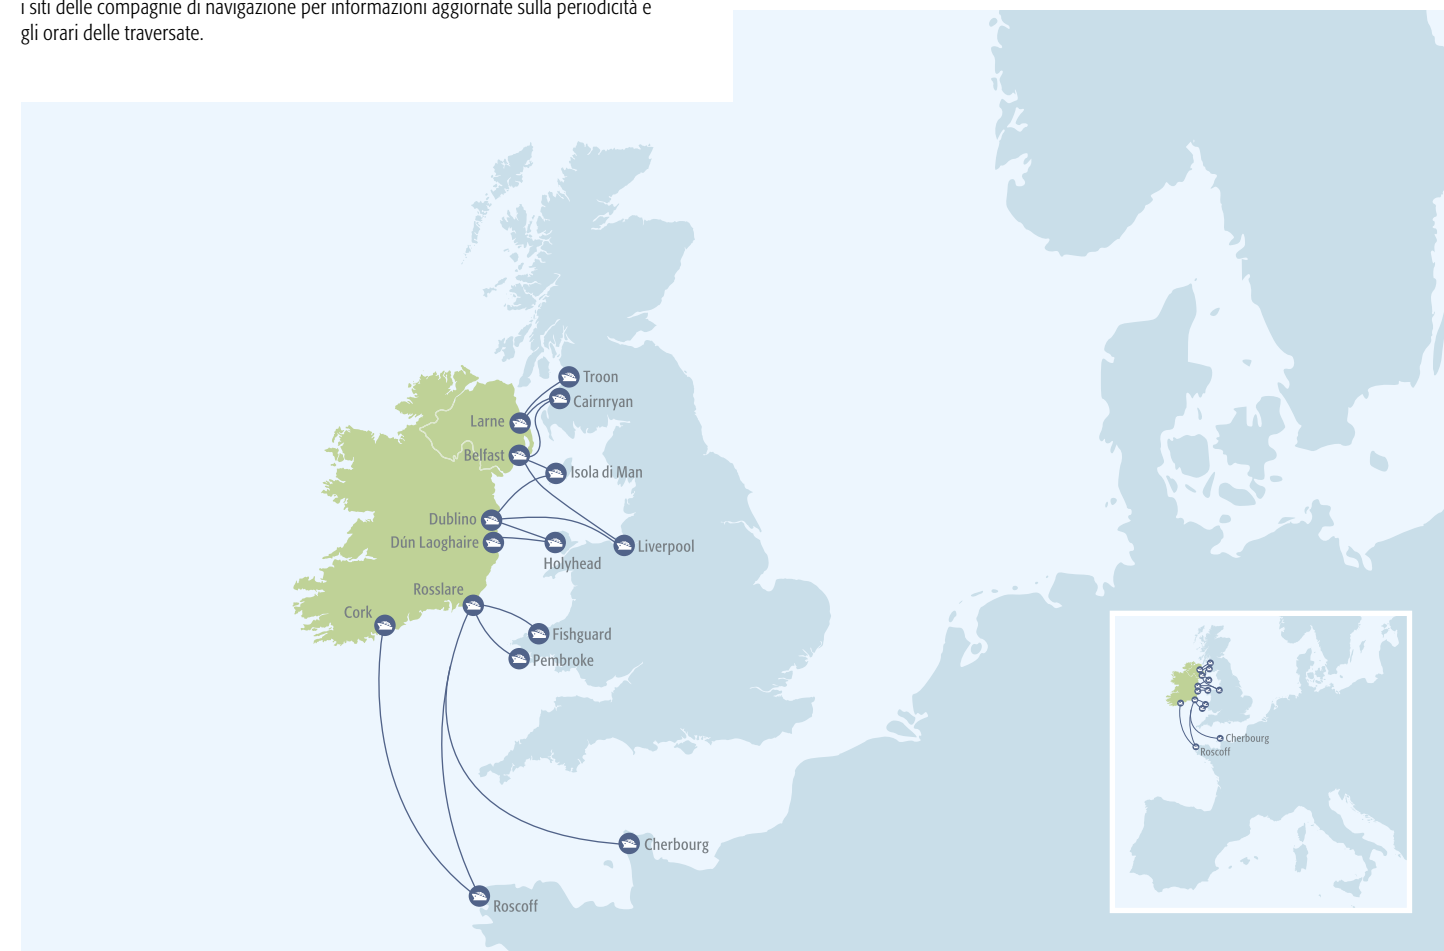 i siti delle compagnie di navigazione per informazioni aggiornate sulla periodicità e
gli orari delle traversate.
Troon
Cairnryan
Larne
Belfast
Isola di Man
Dublino
Dún Laoghaire
Liverpool
Holyhead
Rosslare
Cork
Fishguard
Pembroke
Cherbourg
Roscoff
Cherbourg
Roscoff